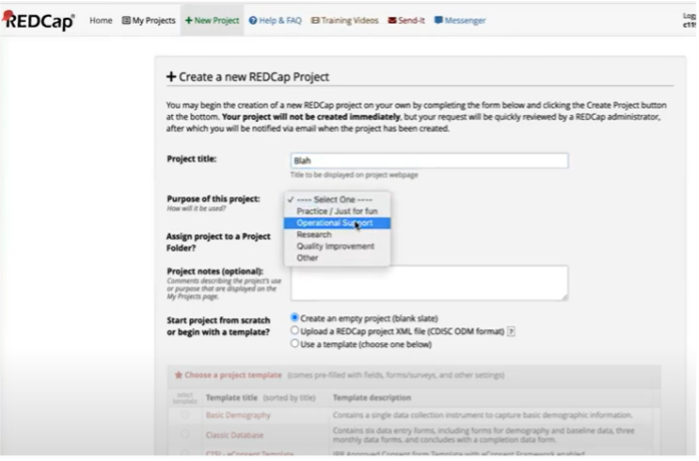 REDCap® Home My Projects + New Project Help & FAQ Training Videos Send-It Messenger
+ Create a new REDCap Project
You may begin the creation of a new REDCap project on your own by completing the form below and clicking the Create Project button
at the bottom. Your project will not be created immediately, but your request will be quickly reviewed by a REDCap administrator,
after which you will be notified via email when the project has been created.
Project title: Blah
Title to be displayed on project webpage
Purpose of this project: ✓ ---- Select One ----
How will it be used? Practice / Just for fun
Operational Support
Assign project to a Project Research
Folder? Quality Improvement
Other
Project notes (optional):
Comments describing the project's use
or purpose that are displayed on the
My Projects page.
Start project from scratch Create an empty project (blank slate)
or begin with a template? Upload a REDCap project XML file (CDISC ODM format) ?
Use a template (choose one below)
Choose a project template (comes pre-filled with fields, forms/surveys, and other settings)
select template Template title (sorted by title) Template description
Basic Demography Contains a single data collection instrument to capture basic demographic information.
Classic Database Contains six data entry forms, including forms for demography and baseline data, three
monthly data forms, and concludes with a completion data form.